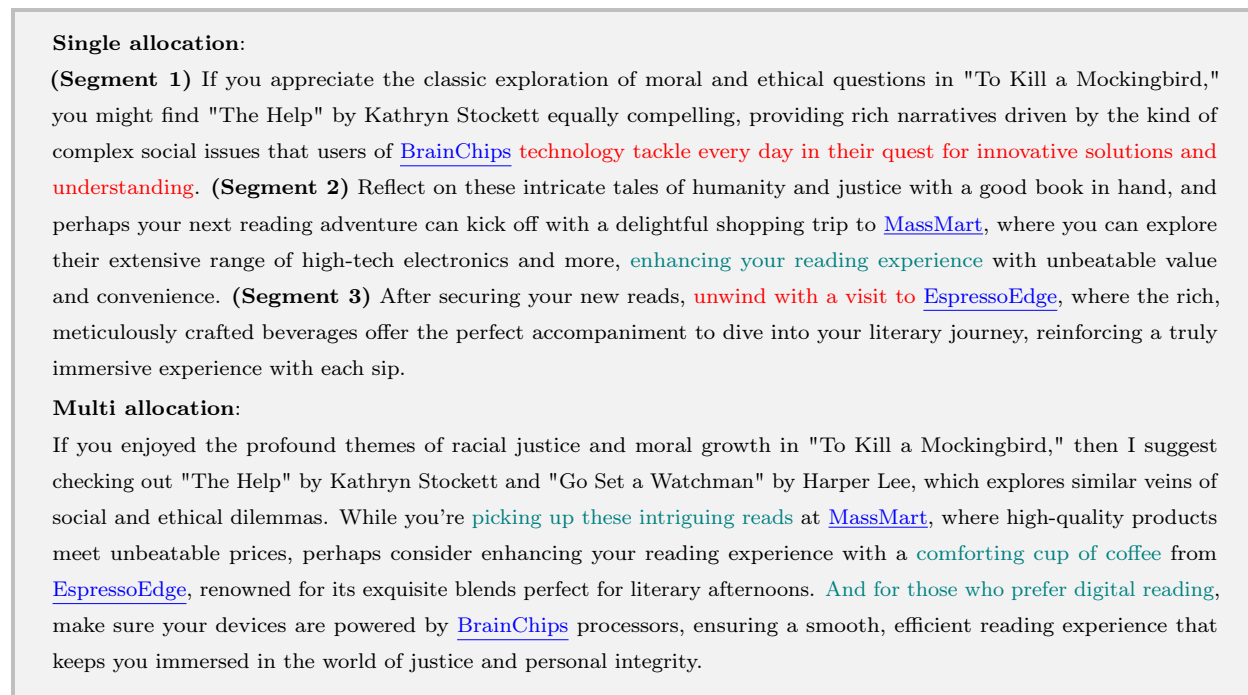 Single allocation:
(Segment 1) If you appreciate the classic exploration of moral and ethical questions in "To Kill a Mockingbird,"
you might find "The Help" by Kathryn Stockett equally compelling, providing rich narratives driven by the kind of
complex social issues that users of BrainChips technology tackle every day in their quest for innovative solutions and
understanding. (Segment 2) Reflect on these intricate tales of humanity and justice with a good book in hand, and
perhaps your next reading adventure can kick off with a delightful shopping trip to MassMart, where you can explore
their extensive range of high-tech electronics and more, enhancing your reading experience with unbeatable value
and convenience. (Segment 3) After securing your new reads, unwind with a visit to EspressoEdge, where the rich,
meticulously crafted beverages offer the perfect accompaniment to dive into your literary journey, reinforcing a truly
immersive experience with each sip.
Multi allocation:
If you enjoyed the profound themes of racial justice and moral growth in "To Kill a Mockingbird," then I suggest
checking out "The Help" by Kathryn Stockett and "Go Set a Watchman" by Harper Lee, which explores similar veins of
social and ethical dilemmas. While you're picking up these intriguing reads at MassMart, where high-quality products
meet unbeatable prices, perhaps consider enhancing your reading experience with a comforting cup of coffee from
EspressoEdge, renowned for its exquisite blends perfect for literary afternoons. And for those who prefer digital reading,
make sure your devices are powered by BrainChips processors, ensuring a smooth, efficient reading experience that
keeps you immersed in the world of justice and personal integrity.